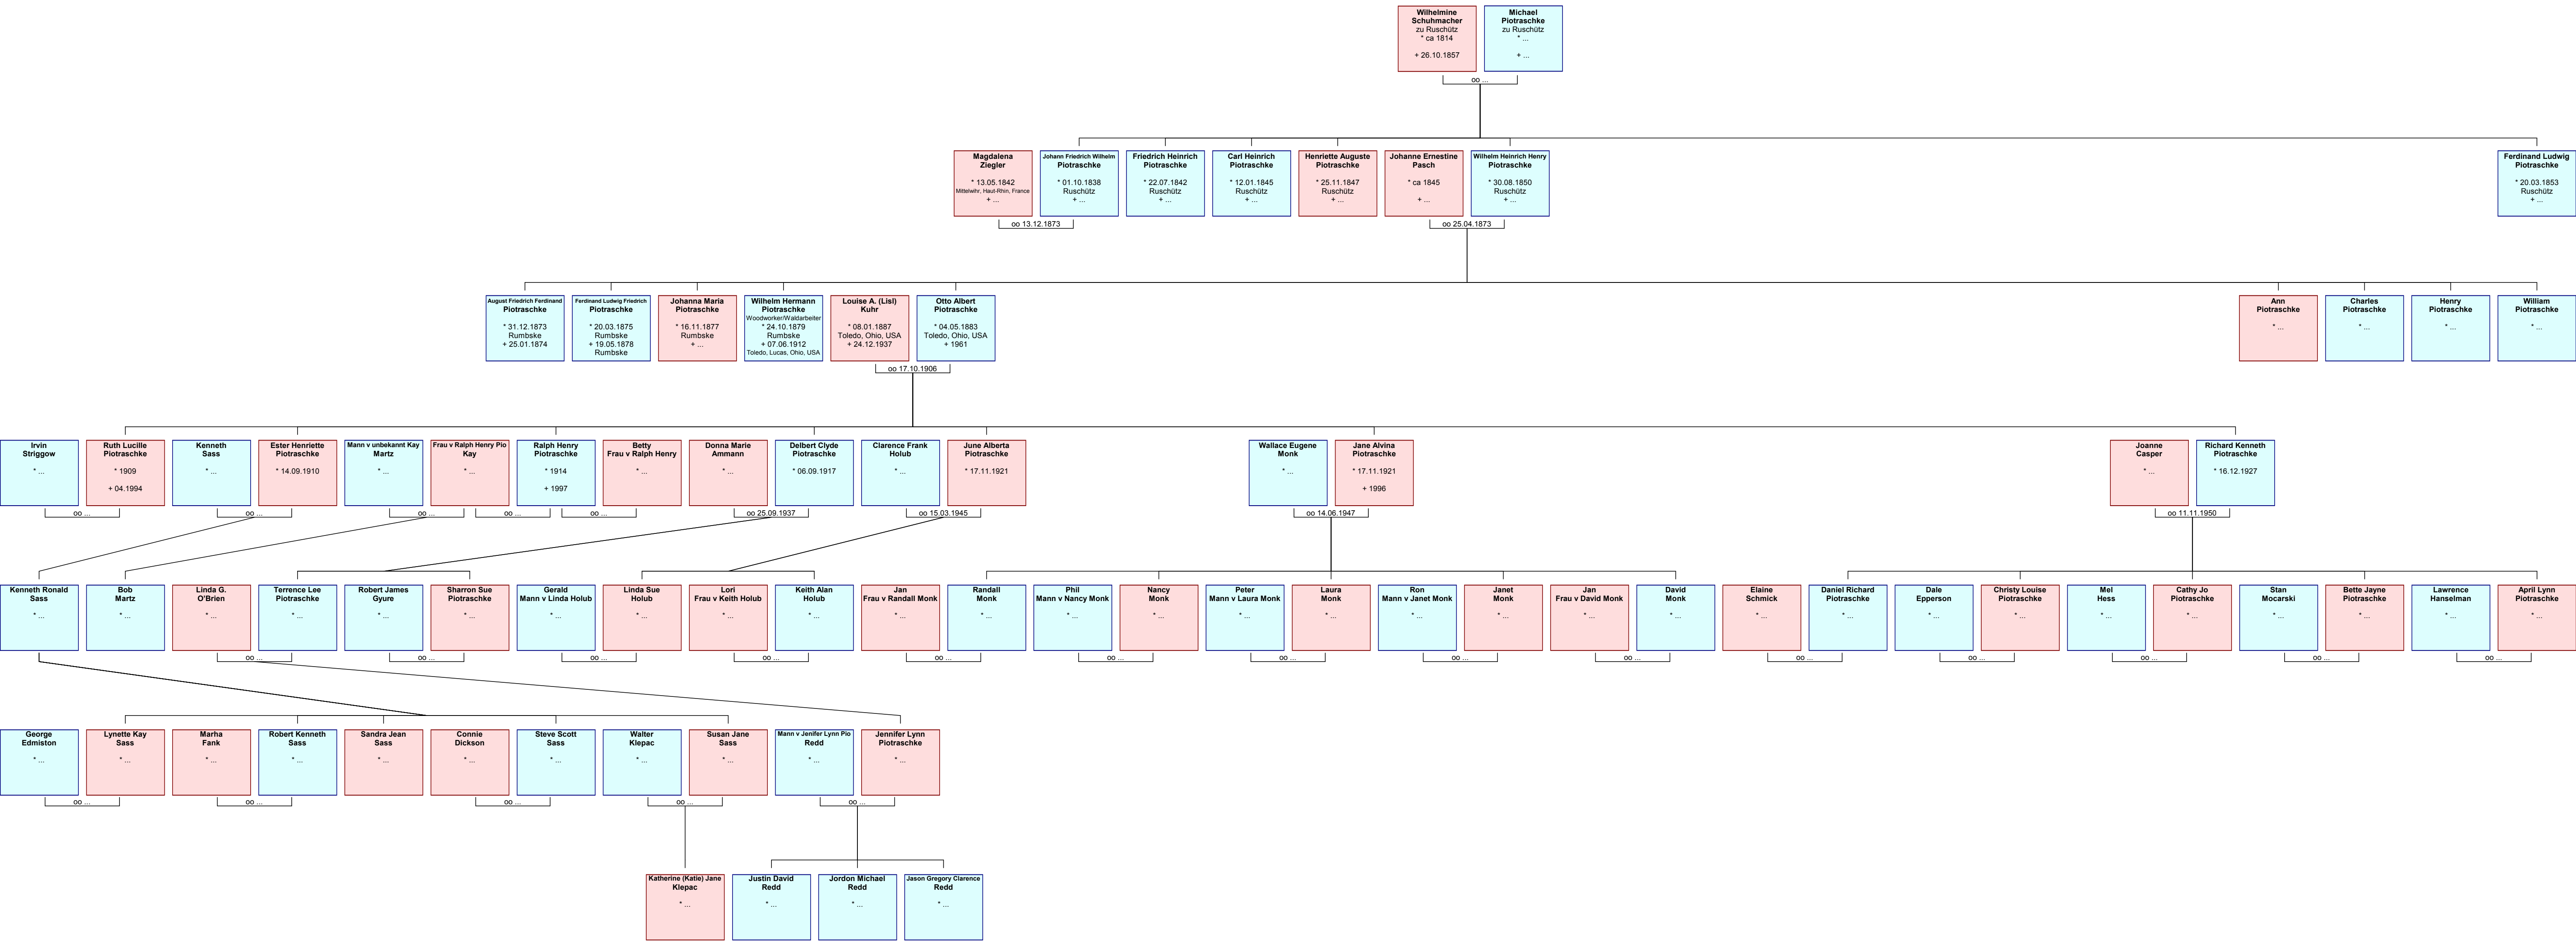 Wilhelmine
Schuhmacher
zu Ruschütz
* ca 1814
+ 26.10.1857
Michael
Piotraschke
zu Ruschütz
* ...
+ ...
oo ...
Magdalena
Ziegler
* 13.05.1842
Mittelwihr, Haut-Rhin, France
+ ...
Johann Friedrich Wilhelm
Piotraschke
* 01.10.1838
Ruschütz
+ ...
Friedrich Heinrich
Piotraschke
* 22.07.1842
Ruschütz
+ ...
Carl Heinrich
Piotraschke
* 12.01.1845
Ruschütz
+ ...
Henriette Auguste
Piotraschke
* 25.11.1847
Ruschütz
+ ...
Johanne Ernestine
Pasch
* ca 1845
+ ...
Wilhelm Heinrich Henry
Piotraschke
* 30.08.1850
Ruschütz
+ ...
Ferdinand Ludwig
Piotraschke
* 20.03.1853
Ruschütz
+ ...
oo 13.12.1873
oo 25.04.1873
August Friedrich Ferdinand
Piotraschke
* 31.12.1873
Rumbske
+ 25.01.1874
Ferdinand Ludwig Friedrich
Piotraschke
* 20.03.1875
Rumbske
+ 19.05.1878
Rumbske
Johanna Maria
Piotraschke
* 16.11.1877
Rumbske
+ ...
Wilhelm Hermann
Piotraschke
Woodworker/Waldarbeiter
* 24.10.1879
Rumbske
+ 07.06.1912
Toledo, Lucas, Ohio, USA
Louise A. (Lisl)
Kuhr
* 08.01.1887
Toledo, Ohio, USA
+ 24.12.1937
Otto Albert
Piotraschke
* 04.05.1883
Toledo, Ohio, USA
+ 1961
Ann
Piotraschke
* ...
Charles
Piotraschke
* ...
Henry
Piotraschke
* ...
William
Piotraschke
* ...
oo 17.10.1906
Irvin
Striggow
* ...
Ruth Lucille
Piotraschke
* 1909
+ 04.1994
Kenneth
Sass
* ...
Ester Henriette
Piotraschke
* 14.09.1910
Mann v unbekannt Kay
Martz
* ...
Frau v Ralph Henry Pio
Kay
* ...
Ralph Henry
Piotraschke
* 1914
+ 1997
Betty
Frau v Ralph Henry
* ...
Donna Marie
Ammann
* ...
Delbert Clyde
Piotraschke
* 06.09.1917
Clarence Frank
Holub
* ...
June Alberta
Piotraschke
* 17.11.1921
Wallace Eugene
Monk
* ...
Jane Alvina
Piotraschke
* 17.11.1921
+ 1996
Joanne
Casper
* ...
Richard Kenneth
Piotraschke
* 16.12.1927
oo ...
oo ...
oo ...
oo ...
oo ...
oo 25.09.1937
oo 15.03.1945
oo 14.06.1947
oo 11.11.1950
Kenneth Ronald
Sass
* ...
Bob
Martz
* ...
Linda G.
O'Brien
* ...
Terrence Lee
Piotraschke
* ...
Robert James
Gyure
* ...
Sharron Sue
Piotraschke
* ...
Gerald
Mann v Linda Holub
* ...
Linda Sue
Holub
* ...
Lori
Frau v Keith Holub
* ...
Keith Alan
Holub
* ...
Jan
Frau v Randall Monk
* ...
Randall
Monk
* ...
Phil
Mann v Nancy Monk
* ...
Nancy
Monk
* ...
Peter
Mann v Laura Monk
* ...
Laura
Monk
* ...
Ron
Mann v Janet Monk
* ...
Janet
Monk
* ...
Jan
Frau v David Monk
* ...
David
Monk
* ...
Elaine
Schmick
* ...
Daniel Richard
Piotraschke
* ...
Dale
Epperson
* ...
Christy Louise
Piotraschke
* ...
Mel
Hess
* ...
Cathy Jo
Piotraschke
* ...
Stan
Mocarski
* ...
Bette Jayne
Piotraschke
* ...
Lawrence
Hanselman
* ...
April Lynn
Piotraschke
* ...
oo ...
oo ...
oo ...
oo ...
oo ...
oo ...
oo ...
oo ...
oo ...
oo ...
oo ...
oo ...
oo ...
oo ...
George
Edmiston
* ...
Lynette Kay
Sass
* ...
Marha
Fank
* ...
Robert Kenneth
Sass
* ...
Sandra Jean
Sass
* ...
Connie
Dickson
* ...
Steve Scott
Sass
* ...
Walter
Klepac
* ...
Susan Jane
Sass
* ...
Mann v Jenifer Lynn Pio
Redd
* ...
Jennifer Lynn
Piotraschke
* ...
oo ...
oo ...
oo ...
oo ...
oo ...
Katherine (Katie) Jane
Klepac
* ...
Justin David
Redd
* ...
Jordon Michael
Redd
* ...
Jason Gregory Clarence
Redd
* ...